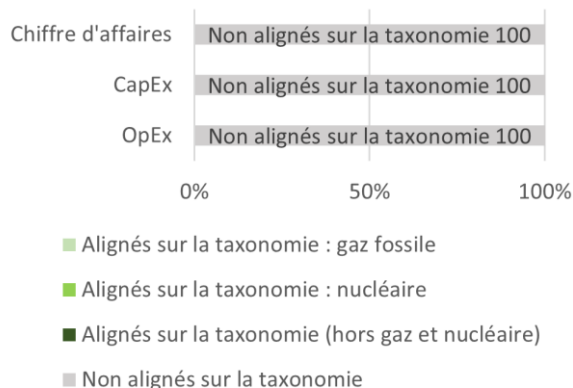 Chiffre d'affaires
Non alignés sur la taxonomie 100
CapEx
Non alignés sur la taxonomie 100
OpEx
Non alignés sur la taxonomie 100
0%
50%
100%
Alignés sur la taxonomie : gaz fossile
Alignés sur la taxonomie : nucléaire
Alignés sur la taxonomie (hors gaz et nucléaire)
Non alignés sur la taxonomie